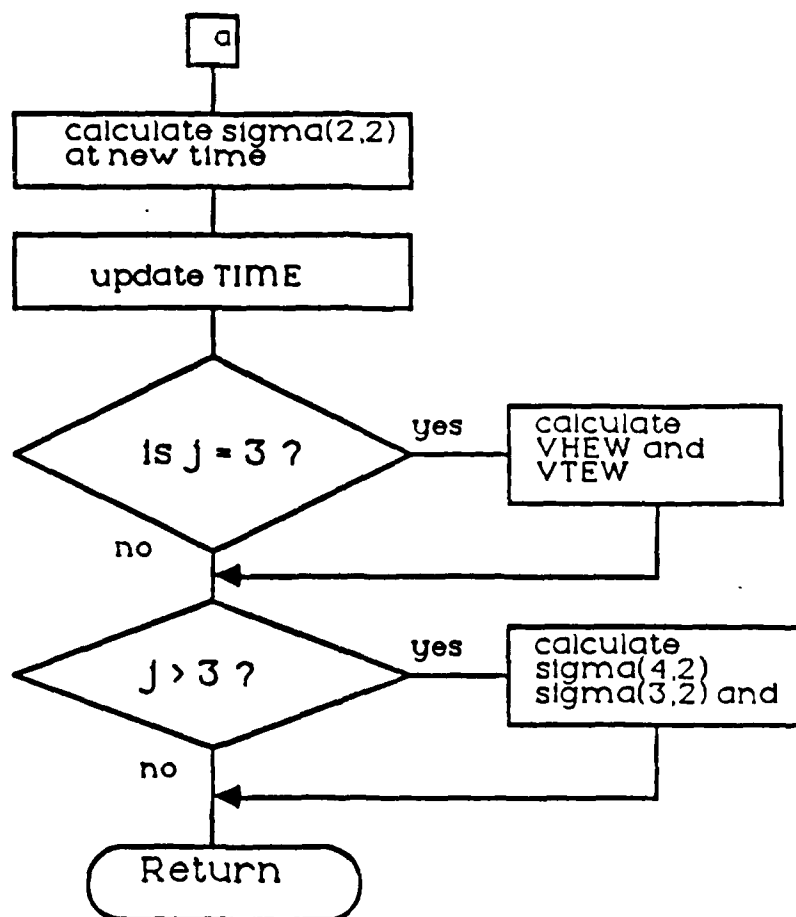 a
calculate sigma(2,2)
at new time
update TIME
is j = 3 ?
yes
calculate
VHEW and
VTEW
no
j > 3 ?
yes
calculate
sigma(4,2)
sigma(3,2) and
no
Return